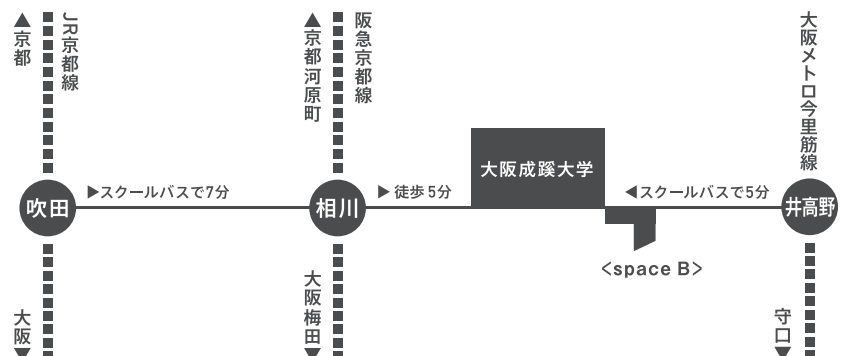 ▲京都
JR京都線
吹田
大阪▼
▶スクールバスで7分
▲京都河原町
阪急京都線
相川
大阪梅田▼
▶徒歩5分
大阪成蹊大学
<space B>
◀スクールバスで5分
大阪メトロ今里筋線
井高野
守口▼